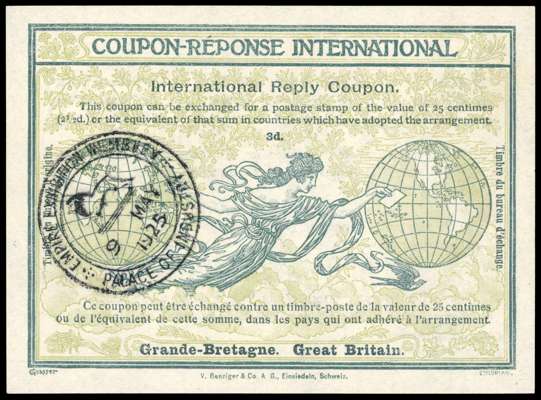 COUPON-RÉPONSE INTERNATIONAL
International Reply Coupon.
This coupon can be exchanged for a postage stamp of the value of 25 centimes
(2½d.) or the equivalent of that sum in countries which have adopted the arrangement.
3d.
PALACE OF
9 MAY 1925
Timbre du bureau d'échange.
Ce coupon peut être échangé contre un timbre-poste de la valeur de 25 centimes
ou de l'équivalent de cette somme, dans les pays qui ont adhéré à l'arrangement.
Grande-Bretagne. Great Britain.
V. Benziger & Co. A. G., Einsiedeln, Schweiz.